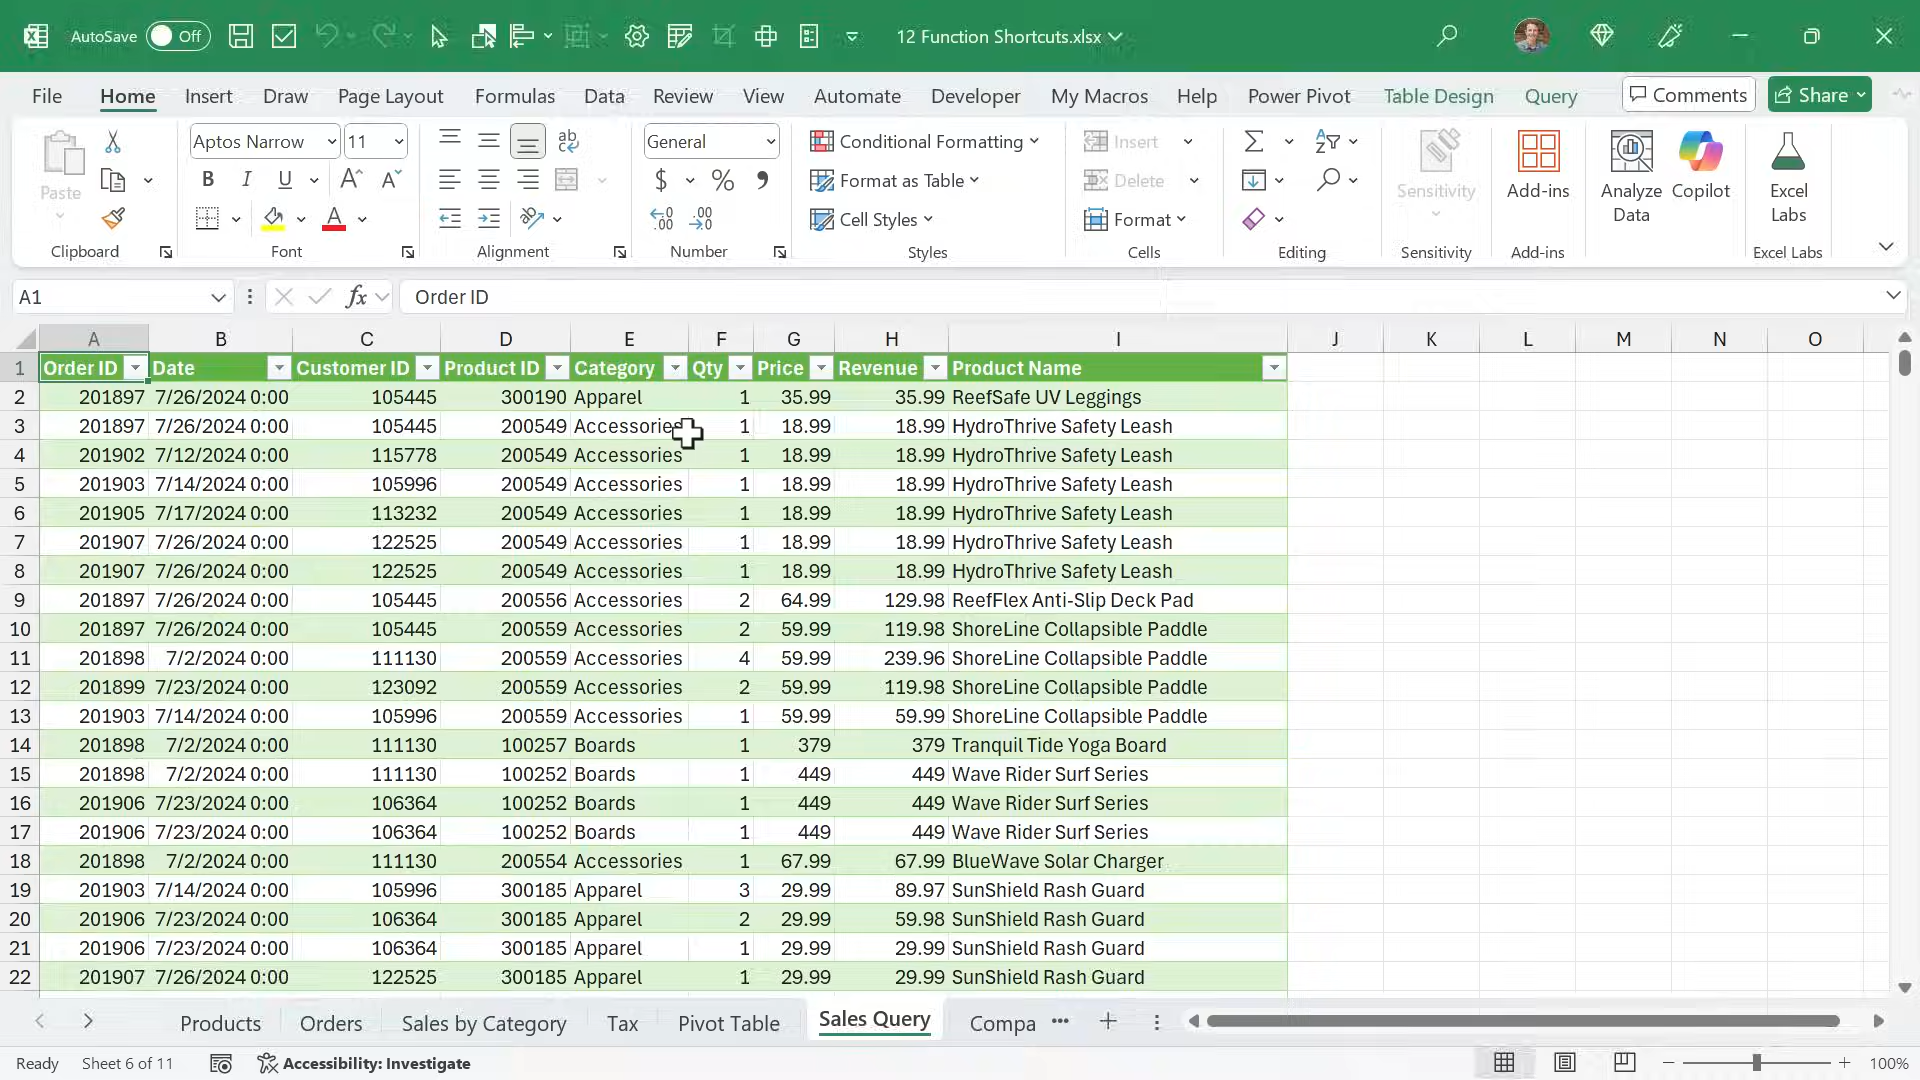 AutoSave Off 12 Function Shortcuts.xlsx
File Home Insert Draw Page Layout Formulas Data Review View Automate Developer My Macros Help Power Pivot Table Design Query Comments Share
Paste
Clipboard
Aptos Narrow 11
B I U A A
A
Font
ab
Alignment
General
$ % ,
Number
Conditional Formatting
Format as Table
Cell Styles
Styles
Insert
Delete
Format
Cells
Editing
Sensitivity
Sensitivity
Add-ins
Add-ins
Analyze
Data
Copilot
Excel
Labs
Excel Labs
A1 fx Order ID
A B C D E F G H I J K L M N O
1 Order ID Date Customer ID Product ID Category Qty Price Revenue Product Name
2 201897 7/26/2024 0:00 105445 300190 Apparel 1 35.99 35.99 ReefSafe UV Leggings
3 201897 7/26/2024 0:00 105445 200549 Accessories 1 18.99 18.99 HydroThrive Safety Leash
4 201902 7/12/2024 0:00 115778 200549 Accessories 1 18.99 18.99 HydroThrive Safety Leash
5 201903 7/14/2024 0:00 105996 200549 Accessories 1 18.99 18.99 HydroThrive Safety Leash
6 201905 7/17/2024 0:00 113232 200549 Accessories 1 18.99 18.99 HydroThrive Safety Leash
7 201907 7/26/2024 0:00 122525 200549 Accessories 1 18.99 18.99 HydroThrive Safety Leash
8 201907 7/26/2024 0:00 122525 200549 Accessories 1 18.99 18.99 HydroThrive Safety Leash
9 201897 7/26/2024 0:00 105445 200556 Accessories 2 64.99 129.98 ReefFlex Anti-Slip Deck Pad
10 201897 7/26/2024 0:00 105445 200559 Accessories 2 59.99 119.98 ShoreLine Collapsible Paddle
11 201898 7/2/2024 0:00 111130 200559 Accessories 4 59.99 239.96 ShoreLine Collapsible Paddle
12 201899 7/23/2024 0:00 123092 200559 Accessories 2 59.99 119.98 ShoreLine Collapsible Paddle
13 201903 7/14/2024 0:00 105996 200559 Accessories 1 59.99 59.99 ShoreLine Collapsible Paddle
14 201898 7/2/2024 0:00 111130 100257 Boards 1 379 379 Tranquil Tide Yoga Board
15 201898 7/2/2024 0:00 111130 100252 Boards 1 449 449 Wave Rider Surf Series
16 201906 7/23/2024 0:00 106364 100252 Boards 1 449 449 Wave Rider Surf Series
17 201906 7/23/2024 0:00 106364 100252 Boards 1 449 449 Wave Rider Surf Series
18 201898 7/2/2024 0:00 111130 200554 Accessories 1 67.99 67.99 BlueWave Solar Charger
19 201903 7/14/2024 0:00 105996 300185 Apparel 3 29.99 89.97 SunShield Rash Guard
20 201906 7/23/2024 0:00 106364 300185 Apparel 2 29.99 59.98 SunShield Rash Guard
21 201906 7/23/2024 0:00 106364 300185 Apparel 1 29.99 29.99 SunShield Rash Guard
22 201907 7/26/2024 0:00 122525 300185 Apparel 1 29.99 29.99 SunShield Rash Guard
Products Orders Sales by Category Tax Pivot Table Sales Query Compa ...
Ready Sheet 6 of 11 Accessibility: Investigate 100%